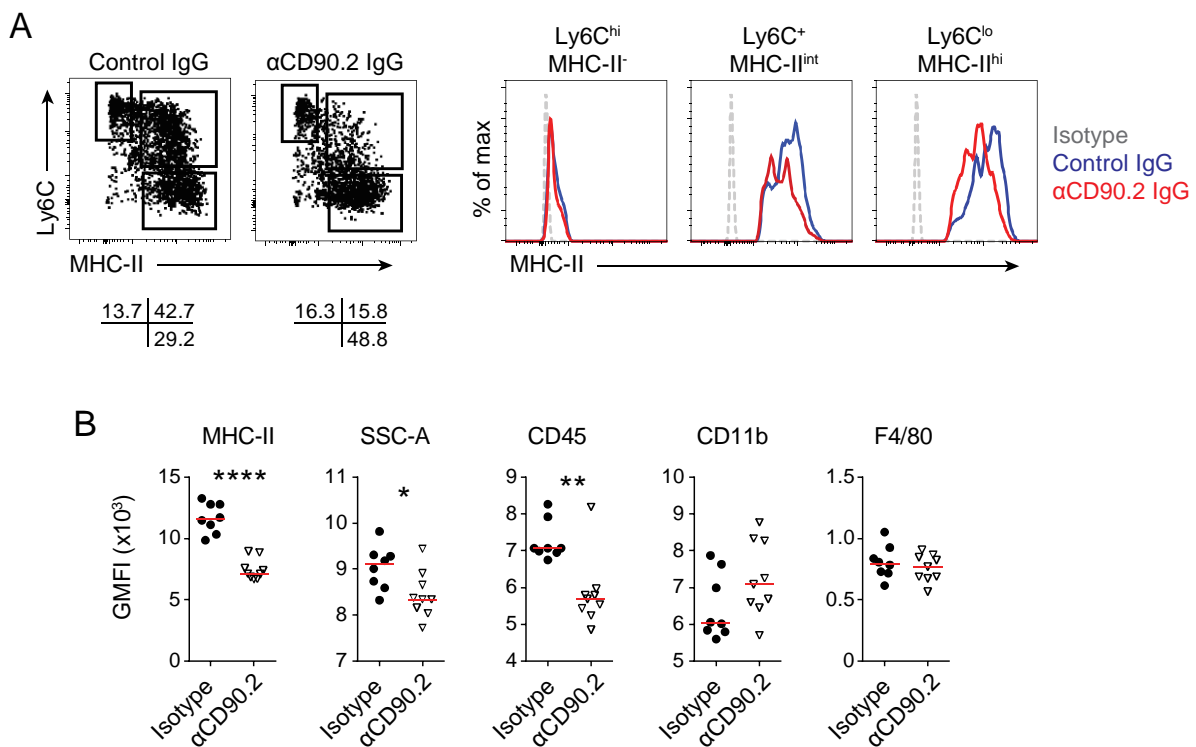 A
Control IgG
αCD90.2 IgG
Ly6C
MHC-II
13.7 42.7
29.2
16.3 15.8
48.8
Ly6Chi
MHC-II-
Ly6C+
MHC-IIint
Ly6Clo
MHC-IIhi
% of max
MHC-II
Isotype
Control IgG
αCD90.2 IgG
B
GMFI (x10³)
MHC-II
****
15
10
5
0
Isotype
αCD90.2
SSC-A
*
11
10
9
8
7
Isotype
αCD90.2
CD45
**
9
8
7
6
5
4
Isotype
αCD90.2
CD11b
10
9
8
7
6
5
Isotype
αCD90.2
F4/80
1.5
1.0
0.5
0.0
Isotype
αCD90.2